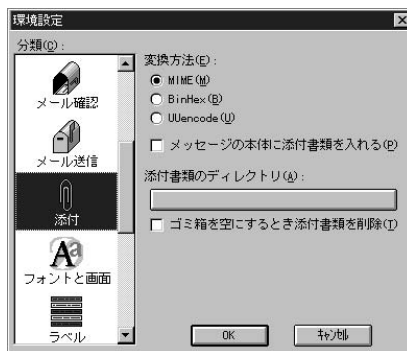 環境設定
分類(C):
メール確認
メール送信
添付
フォントと画面
ラベル
変換方法(E):
MIME(M)
BinHex(B)
UUencode(U)
メッセージの本体に添付書類を入れる(P)
添付書類のディレクトリ(A):
ゴミ箱を空にするとき添付書類を削除(T)
OK
キャンセル